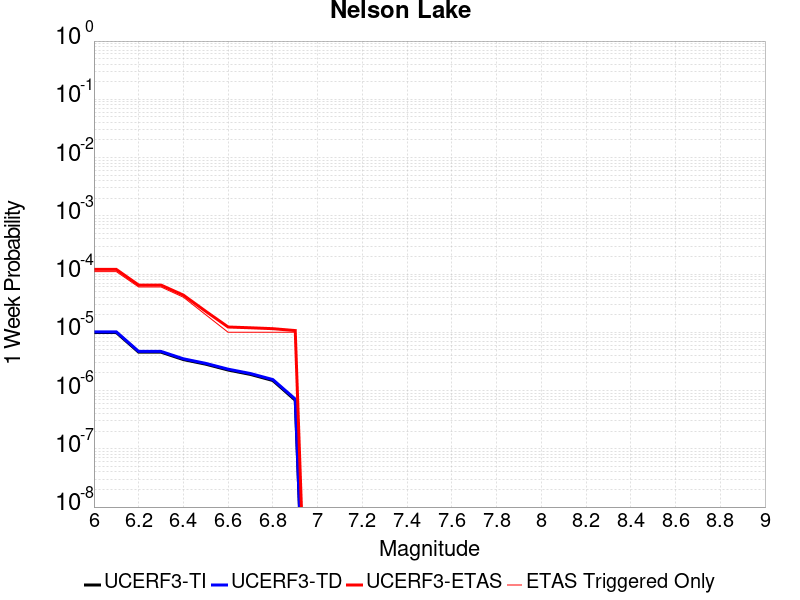 Nelson Lake
10^0
10^-1
10^-2
10^-3
10^-4
10^-5
10^-6
10^-7
10^-8
1 Week Probability
6 6.2 6.4 6.6 6.8 7 7.2 7.4 7.6 7.8 8 8.2 8.4 8.6 8.8 9
Magnitude
UCERF3-TI UCERF3-TD UCERF3-ETAS ETAS Triggered Only